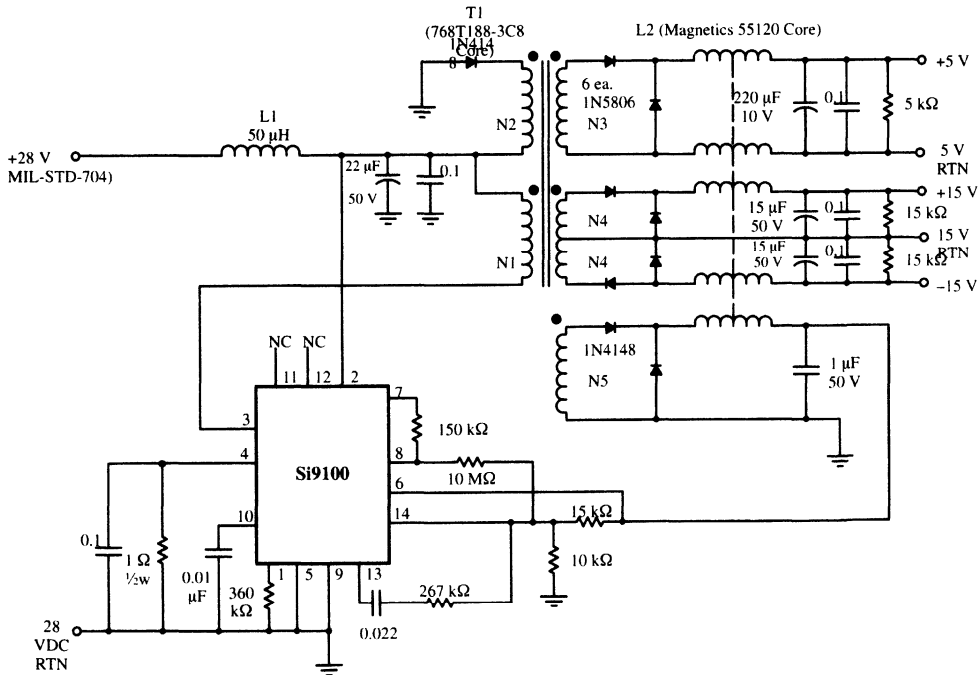 T1
(768T188-3C8
Core)
1N414
8
L2 (Magnetics 55120 Core)
+5 V
6 ea.
1N5806
220 µF
10 V
0.1
5 kΩ
N2
N3
L1
50 µH
+28 V
MIL-STD-704)
22 µF
50 V
0.1
5 V
RTN
+15 V
N4
15 µF
50 V
0.1
15 kΩ
15 V
RTN
N1
N4
15 µF
50 V
0.1
15 kΩ
–15 V
NC
NC
1N4148
N5
1 µF
50 V
11
12
2
7
3
150 kΩ
4
Si9100
8
10 MΩ
6
15 kΩ
10
14
0.1
1 Ω
½w
0.01
µF
360
kΩ
1
5
9
13
267 kΩ
10 kΩ
0.022
28
VDC
RTN